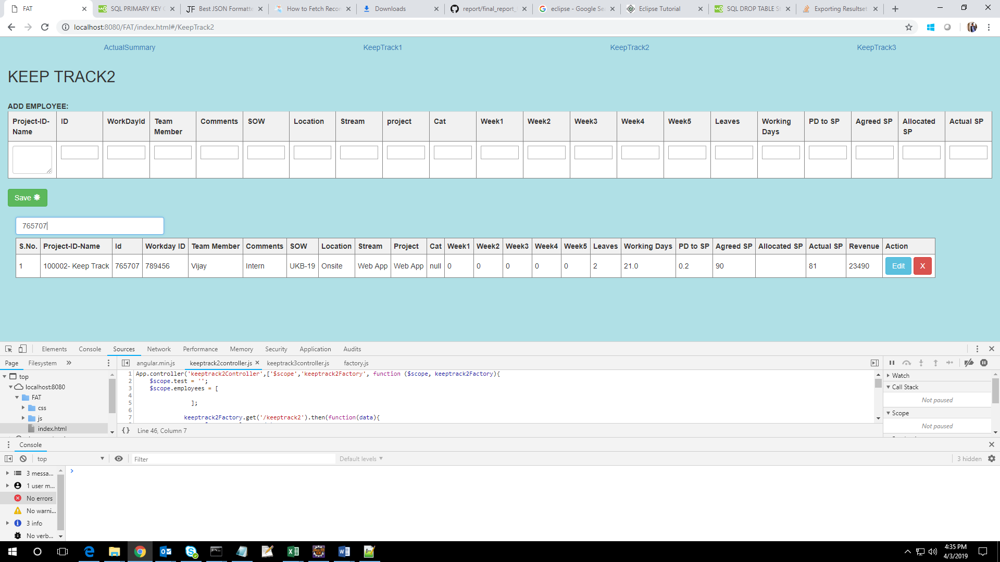 FAT
SQL PRIMARY KEY C
Best JSON Formatte
How to Fetch Recor
Downloads
report/final_report_
eclipse - Google Sea
Eclipse Tutorial
SQL DROP TABLE St
Exporting Resultset
localhost:8080/FAT/index.html#/KeepTrack2
ActualSummary KeepTrack1 KeepTrack2 KeepTrack3
KEEP TRACK2
ADD EMPLOYEE:
Project-ID-Name ID WorkDayId Team Member Comments SOW Location Stream project Cat Week1 Week2 Week3 Week4 Week5 Leaves Working Days PD to SP Agreed SP Allocated SP Actual SP
Save
765707
S.No. Project-ID-Name Id Workday ID Team Member Comments SOW Location Stream Project Cat Week1 Week2 Week3 Week4 Week5 Leaves Working Days PD to SP Agreed SP Allocated SP Actual SP Revenue Action
1 100002- Keep Track 765707 789456 Vijay Intern UKB-19 Onsite Web App Web App null 0 0 0 0 0 2 21.0 0.2 90 81 23490 Edit X
Elements Console Sources Network Performance Memory Security Application Audits
Page Filesystem »
angular.min.js keeptrack2controller.js keeptrack3controller.js factory.js
top
localhost:8080
FAT
css
js
index.html
1 App.controller('keeptrack2Controller',['$scope','keeptrack2Factory', function ($scope, keeptrack2Factory){
2 $scope.test = '';
3 $scope.employees = [
4
5 ];
6
7 keeptrack2Factory.get('/keeptrack2').then(function(data){
{} Line 46, Column 7
Watch
Call Stack
Not paused
Scope
Not paused
Console
top
Filter
Default levels
3 hidden
3 messa...
1 user m...
No errors
No warni...
3 info
No verb...
4:35 PM
4/3/2019